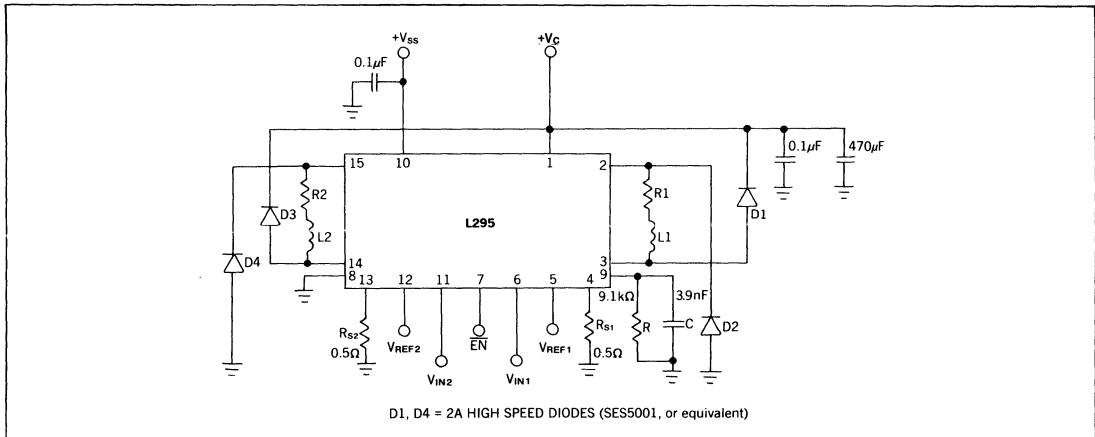 +VSS
+VC
0.1μF
0.1μF
470μF
15
10
1
2
R2
R1
D3
L2
L295
L1
D1
D4
14
3
8
9
13
12
11
7
6
5
4
9.1kΩ
3.9nF
RS2
0.5Ω
VREF2
EN
VREF1
RS1
0.5Ω
R
C
D2
VIN2
VIN1
D1, D4 = 2A HIGH SPEED DIODES (SES5001, or equivalent)